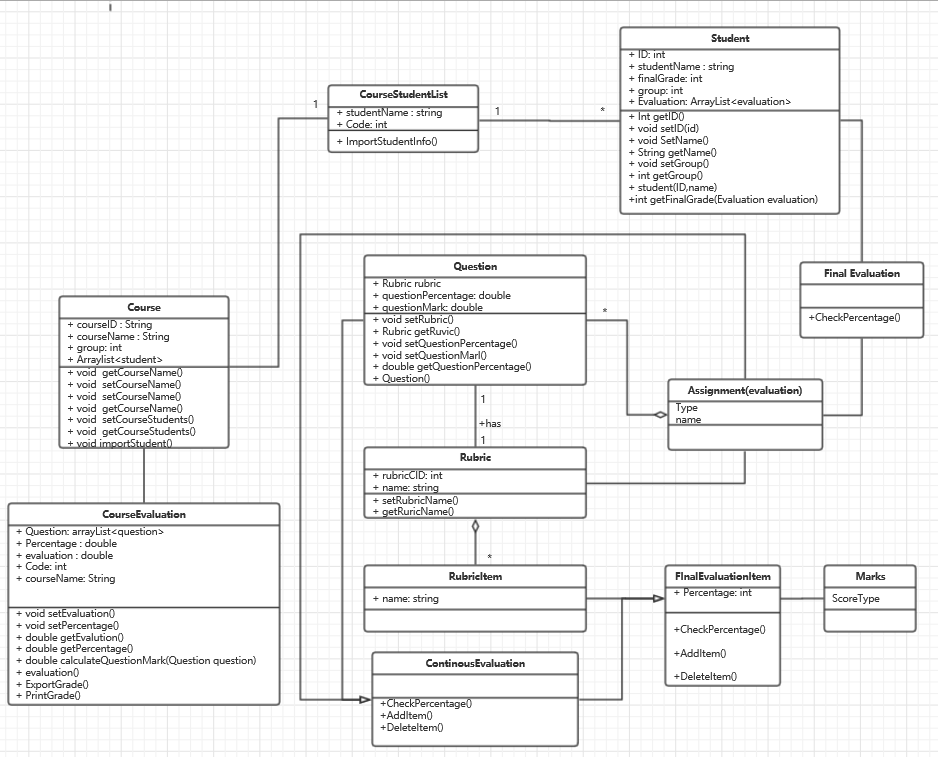 Student
+ ID: int
+ studentName : string
+ finalGrade: int
+ group: int
+ Evaluation: ArrayList<evaluation>
+ Int getID()
+ void setID(id)
+ void SetName()
+ String getName()
+ void setGroup()
+ int getGroup()
+ student(ID,name)
+int getFinalGrade(Evaluation evaluation)
CourseStudentList
+ studentName : string
+ Code: int
+ ImportStudentInfo()
1
1
*
Question
+ Rubric rubric
+ questionPercentage: double
+ questionMark: double
+ void setRubric()
+ Rubric getRuvic()
+ void setQuestionPercentage()
+ void setQuestionMarl()
+ double getQuestionPercentage()
+ Question()
*
Final Evaluation
+CheckPercentage()
Course
+ courseID : String
+ courseName : String
+ group: int
+ Arraylist<student>
+ void getCourseName()
+ void setCourseName()
+ void setCourseName()
+ void getCourseName()
+ void setCourseStudents()
+ void getCourseStudents()
+ void importStudent()
Assignment(evaluation)
Type
name
1
+has
1
Rubric
+ rubricCID: int
+ name: string
+ setRubricName()
+ getRuricName()
*
CourseEvaluation
+ Question: arrayList<question>
+ Percentage : double
+ evaluation : double
+ Code: int
+ courseName: String
+ void setEvaluation()
+ void setPercentage()
+ double getEvalution()
+ double getPercentage()
+ double calculateQuestionMark(Question question)
+ evaluation()
+ ExportGrade()
+ PrintGrade()
RubricItem
+ name: string
FInalEvaluationItem
+ Percentage: int
+CheckPercentage()
+AddItem()
+DeleteItem()
Marks
ScoreType
ContinousEvaluation
+CheckPercentage()
+AddItem()
+DeleteItem()